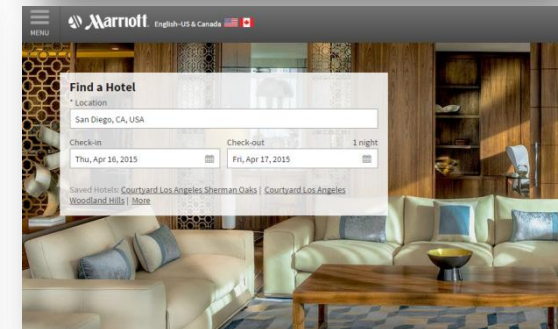 Marriott. English-US & Canada
MENU
Find a Hotel
* Location
San Diego, CA, USA
Check-in Check-out 1 night
Thu, Apr 16, 2015 Fri, Apr 17, 2015
Saved Hotels: Courtyard Los Angeles Sherman Oaks | Courtyard Los Angeles
Woodland Hills | More